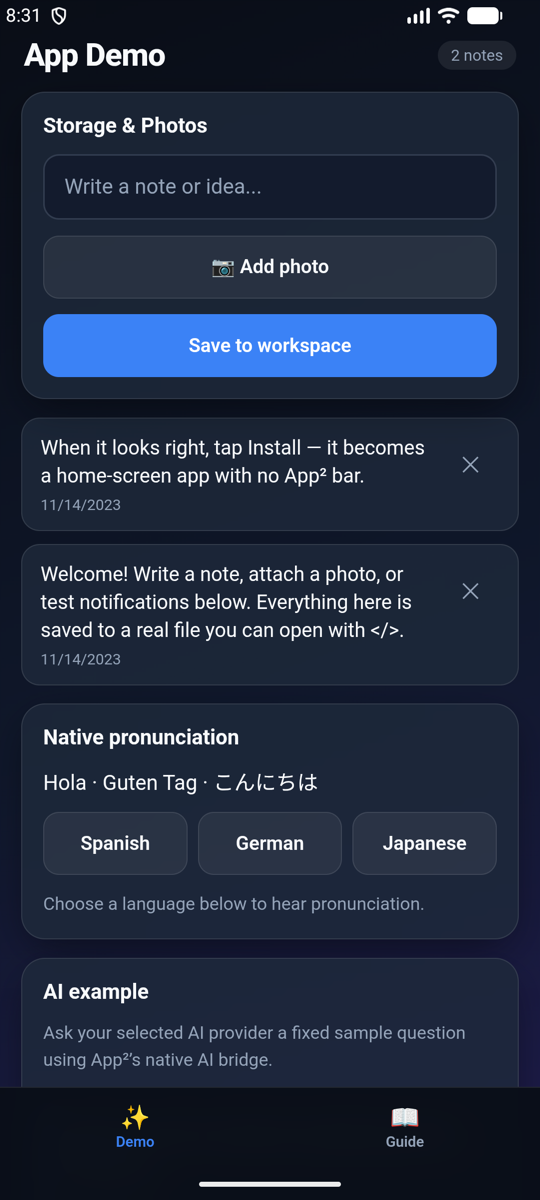 8:31
App Demo
2 notes
Storage & Photos
Write a note or idea...
📷 Add photo
Save to workspace
When it looks right, tap Install — it becomes
a home-screen app with no App² bar.
11/14/2023
Welcome! Write a note, attach a photo, or
test notifications below. Everything here is
saved to a real file you can open with </>.
11/14/2023
Native pronunciation
Hola · Guten Tag · こんにちは
Spanish
German
Japanese
Choose a language below to hear pronunciation.
AI example
Ask your selected AI provider a fixed sample question
using App²’s native AI bridge.
Demo
Guide